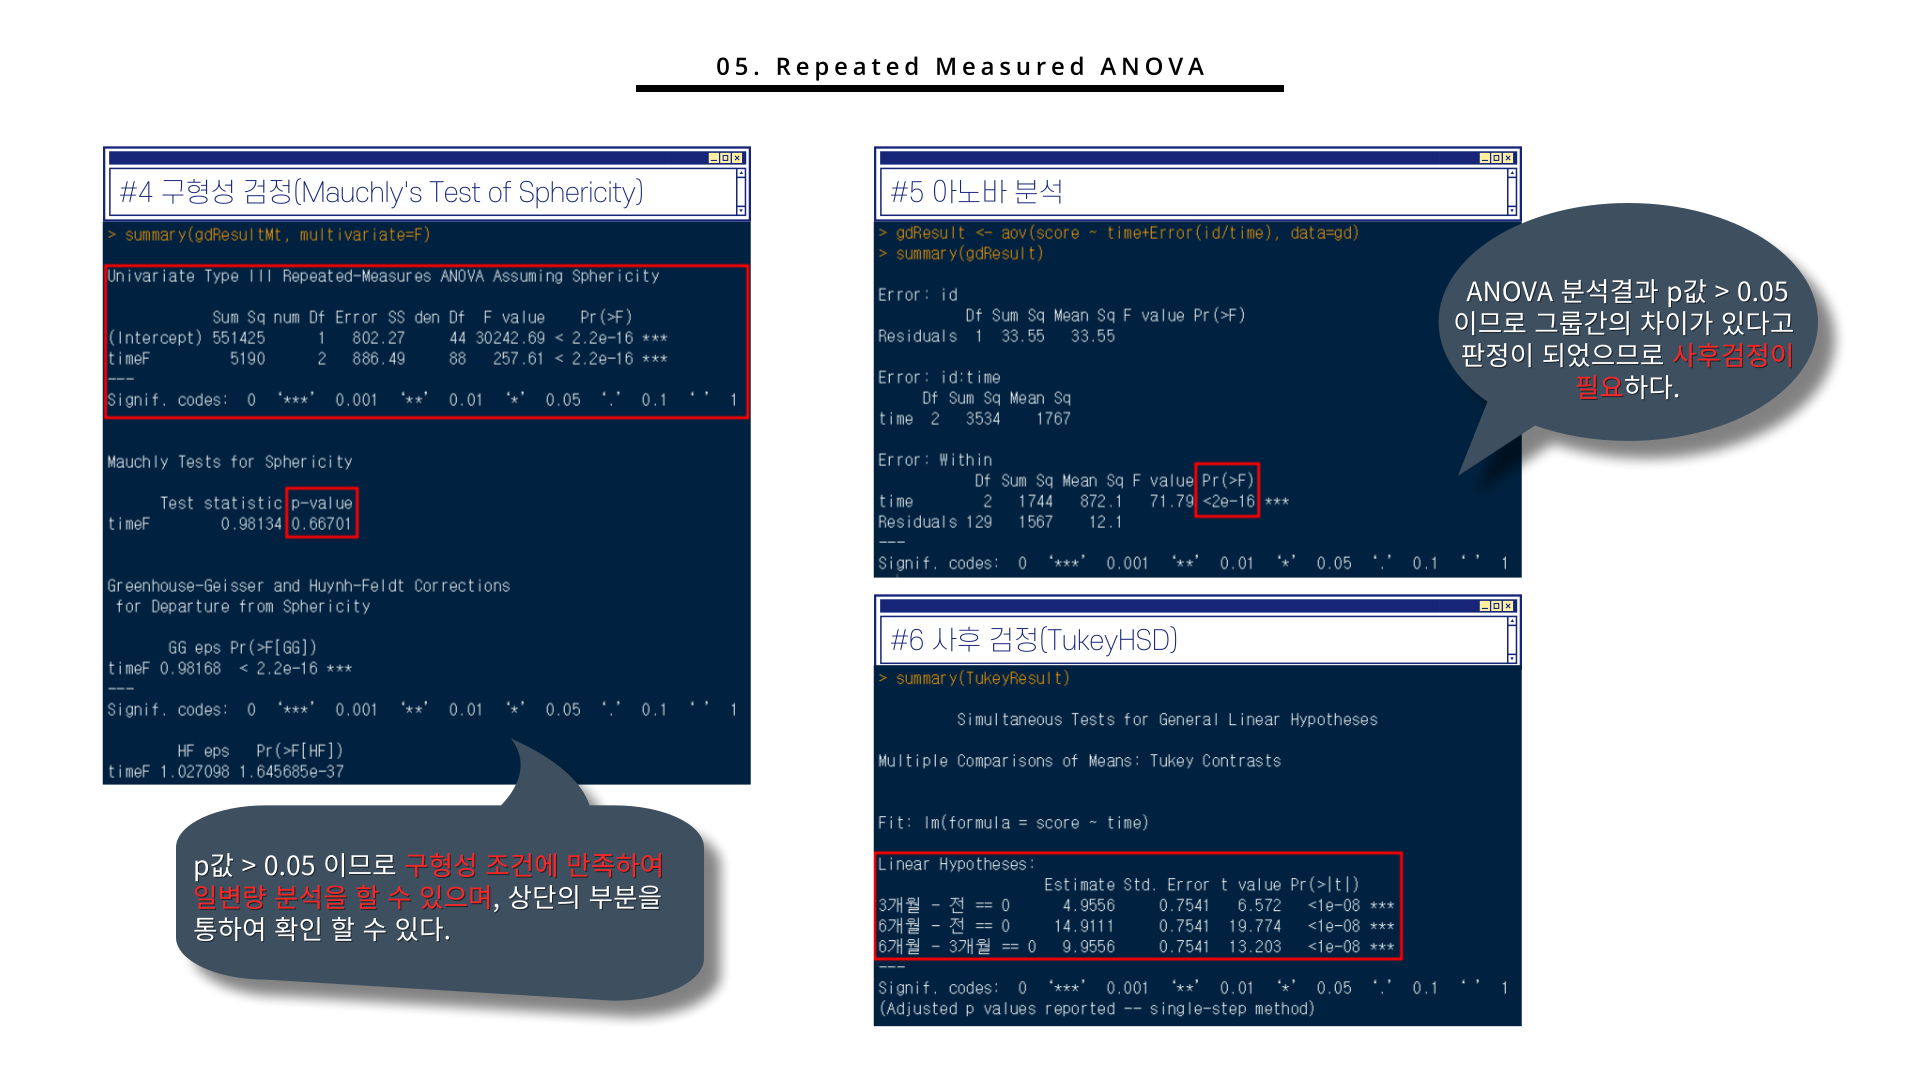 05. Repeated Measured ANOVA
#4 구형성 검정(Mauchly's Test of Sphericity)
> summary(gdResultMt, multivariate=F)
Univariate Type III Repeated-Measures ANOVA Assuming Sphericity
Sum Sq num Df Error SS den Df F value Pr(>F)
(Intercept) 551425 1 802.27 44 30242.69 < 2.2e-16 ***
timeF 5190 2 886.49 88 257.61 < 2.2e-16 ***
---
Signif. codes: 0 ‘***’ 0.001 ‘**’ 0.01 ‘*’ 0.05 ‘.’ 0.1 ‘ ’ 1
Mauchly Tests for Sphericity
Test statistic p-value
timeF 0.98134 0.66701
Greenhouse-Geisser and Huynh-Feldt Corrections
for Departure from Sphericity
GG eps Pr(>F[GG])
timeF 0.98168 < 2.2e-16 ***
---
Signif. codes: 0 ‘***’ 0.001 ‘**’ 0.01 ‘*’ 0.05 ‘.’ 0.1 ‘ ’ 1
HF eps Pr(>F[HF])
timeF 1.027098 1.645685e-37
p값 > 0.05 이므로 구형성 조건에 만족하여
일변량 분석을 할 수 있으며, 상단의 부분을
통하여 확인 할 수 있다.
#5 아노바 분석
> gdResult <- aov(score ~ time+Error(id/time), data=gd)
> summary(gdResult)
Error: id
Df Sum Sq Mean Sq F value Pr(>F)
Residuals 1 33.55 33.55
Error: id:time
Df Sum Sq Mean Sq
time 2 3534 1767
Error: Within
Df Sum Sq Mean Sq F value Pr(>F)
time 2 1744 872.1 71.79 <2e-16 ***
Residuals 129 1567 12.1
---
Signif. codes: 0 ‘***’ 0.001 ‘**’ 0.01 ‘*’ 0.05 ‘.’ 0.1 ‘ ’ 1
ANOVA 분석결과 p값 > 0.05
이므로 그룹간의 차이가 있다고
판정이 되었으므로 사후검정이
필요하다.
#6 사후 검정(TukeyHSD)
> summary(TukeyResult)
Simultaneous Tests for General Linear Hypotheses
Multiple Comparisons of Means: Tukey Contrasts
Fit: lm(formula = score ~ time)
Linear Hypotheses:
Estimate Std. Error t value Pr(>|t|)
3개월 - 전 == 0 4.9556 0.7541 6.572 <1e-08 ***
6개월 - 전 == 0 14.9111 0.7541 19.774 <1e-08 ***
6개월 - 3개월 == 0 9.9556 0.7541 13.203 <1e-08 ***
---
Signif. codes: 0 ‘***’ 0.001 ‘**’ 0.01 ‘*’ 0.05 ‘.’ 0.1 ‘ ’ 1
(Adjusted p values reported -- single-step method)